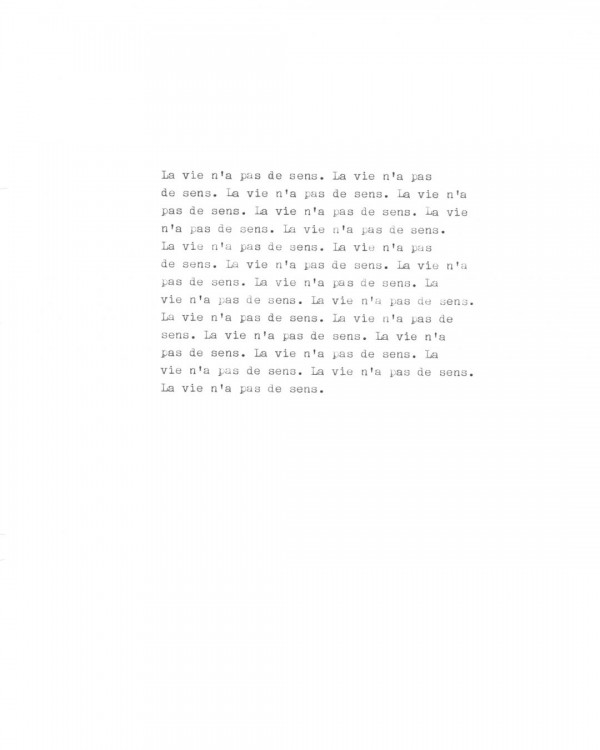 La vie n'a pas de sens. La vie n'a pas
de sens. La vie n'a pas de sens. La vie n'a
pas de sens. La vie n'a pas de sens. La vie
n'a pas de sens. La vie n'a pas de sens.
La vie n'a pas de sens. La vie n'a pas
de sens. La vie n'a pas de sens. La vie n'a
pas de sens. La vie n'a pas de sens. La
vie n'a pas de sens. La vie n'a pas de sens.
La vie n'a pas de sens. La vie n'a pas de
sens. La vie n'a pas de sens. La vie n'a
pas de sens. La vie n'a pas de sens. La
vie n'a pas de sens. La vie n'a pas de sens.
La vie n'a pas de sens.